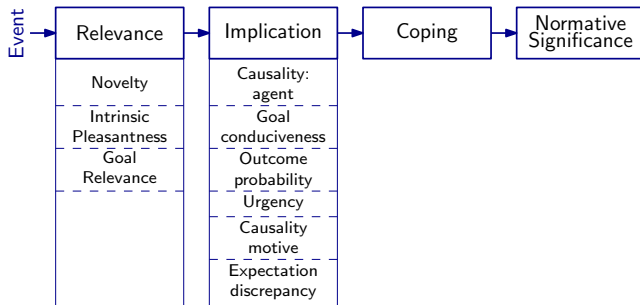 Event
Relevance
Implication
Coping
Normative
Significance
Novelty
Intrinsic
Pleasantness
Goal
Relevance
Causality:
agent
Goal
conduciveness
Outcome
probability
Urgency
Causality
motive
Expectation
discrepancy